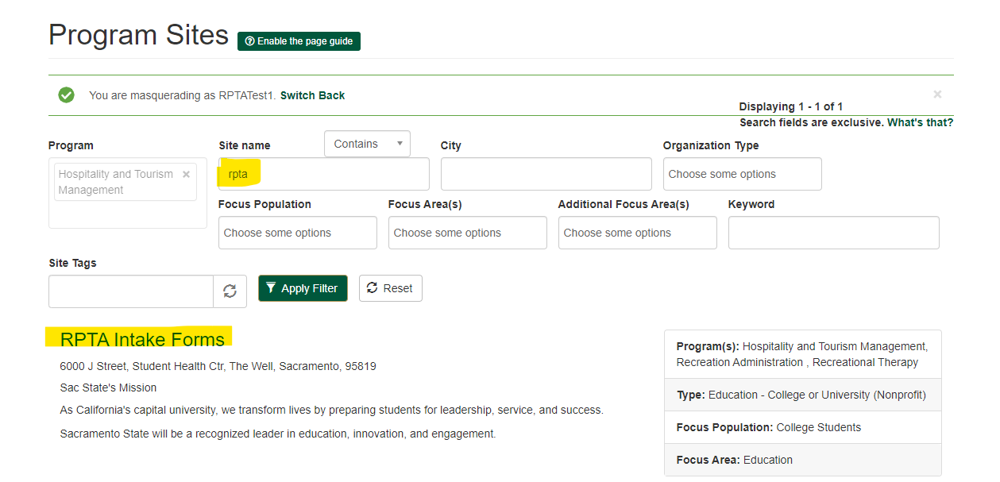 Program Sites
Enable the page guide
You are masquerading as RPTATest1. Switch Back
×
Displaying 1 - 1 of 1
Search fields are exclusive. What's that?
Program
Hospitality and Tourism ×
Management
Site name
Contains
rpta
City
Organization Type
Choose some options
Focus Population
Choose some options
Focus Area(s)
Choose some options
Additional Focus Area(s)
Choose some options
Keyword
Site Tags
Apply Filter
Reset
RPTA Intake Forms
6000 J Street, Student Health Ctr, The Well, Sacramento, 95819
Sac State's Mission
As California's capital university, we transform lives by preparing students for leadership, service, and success.
Sacramento State will be a recognized leader in education, innovation, and engagement.
Program(s): Hospitality and Tourism Management,
Recreation Administration , Recreational Therapy
Type: Education - College or University (Nonprofit)
Focus Population: College Students
Focus Area: Education